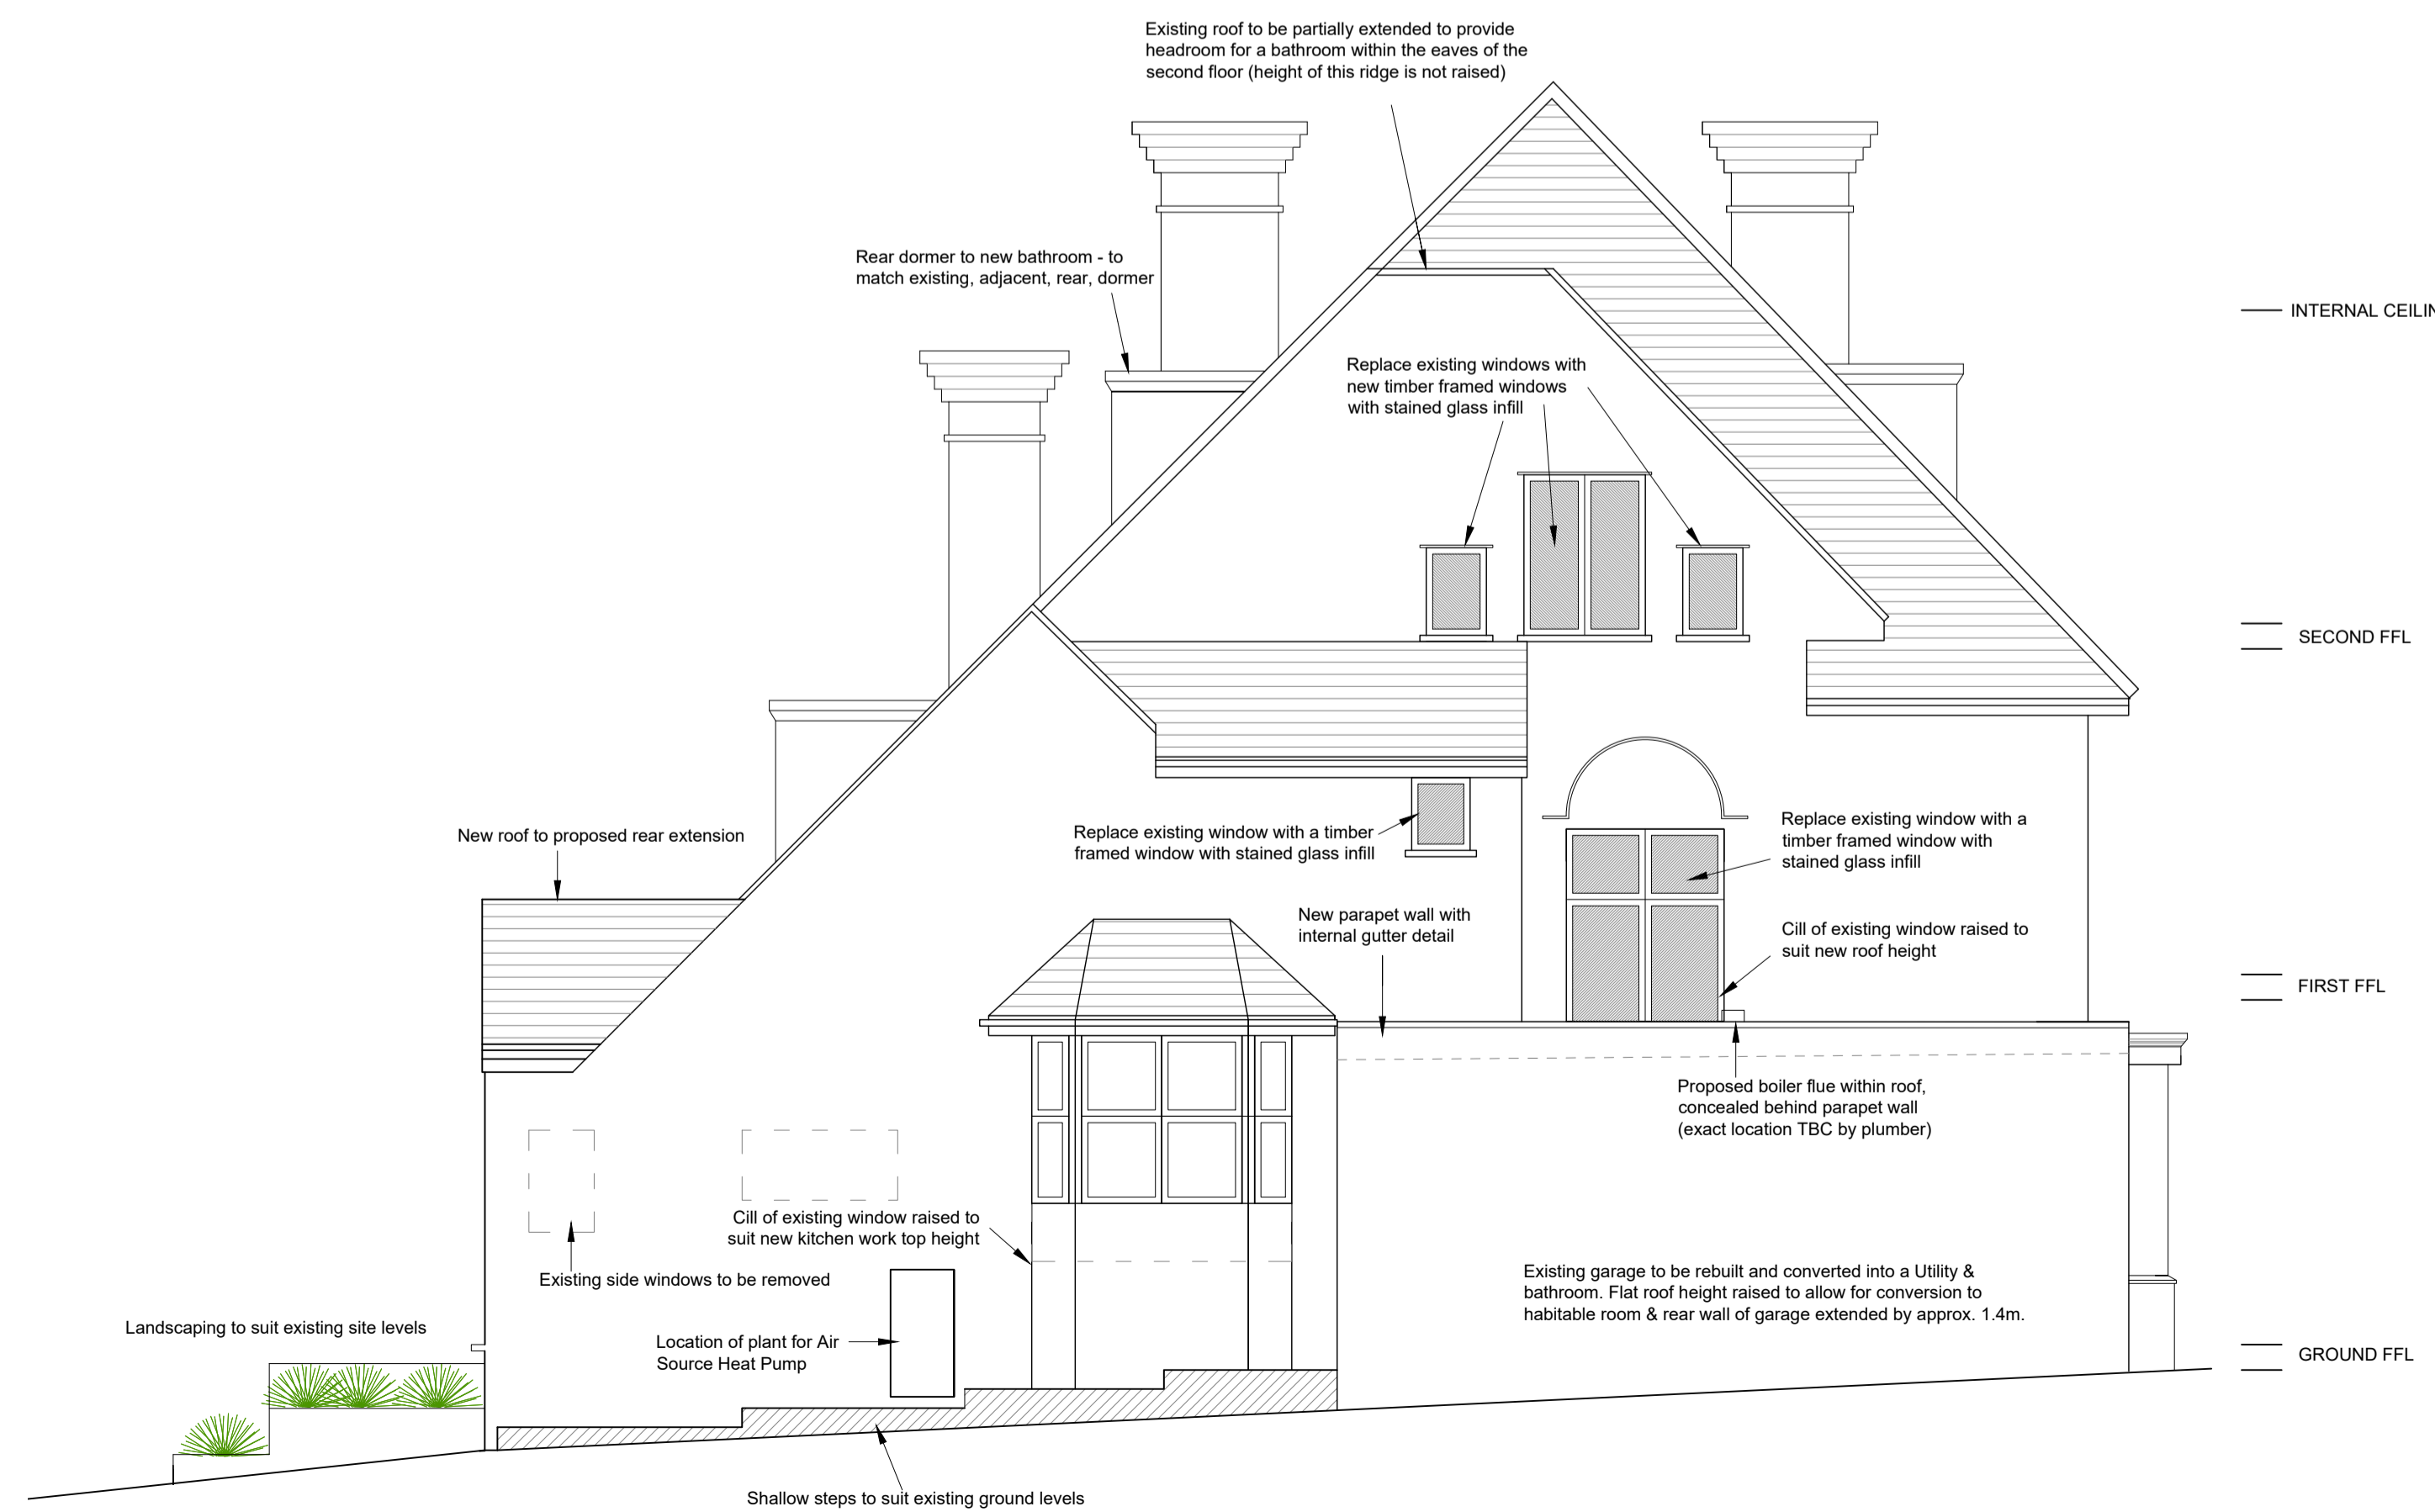 Existing roof to be partially extended to provide
headroom for a bathroom within the eaves of the
second floor (height of this ridge is not raised)
Rear dormer to new bathroom - to
match existing, adjacent, rear, dormer
INTERNAL CEILIN
Replace existing windows with
new timber framed windows
with stained glass infill
SECOND FFL
New roof to proposed rear extension
Replace existing window with a timber
framed window with stained glass infill
Replace existing window with a
timber framed window with
stained glass infill
New parapet wall with
internal gutter detail
Cill of existing window raised to
suit new roof height
FIRST FFL
Proposed boiler flue within roof,
concealed behind parapet wall
(exact location TBC by plumber)
Cill of existing window raised to
suit new kitchen work top height
Existing side windows to be removed
Existing garage to be rebuilt and converted into a Utility &
bathroom. Flat roof height raised to allow for conversion to
habitable room & rear wall of garage extended by approx. 1.4m.
Landscaping to suit existing site levels
Location of plant for Air
Source Heat Pump
GROUND FFL
Shallow steps to suit existing ground levels